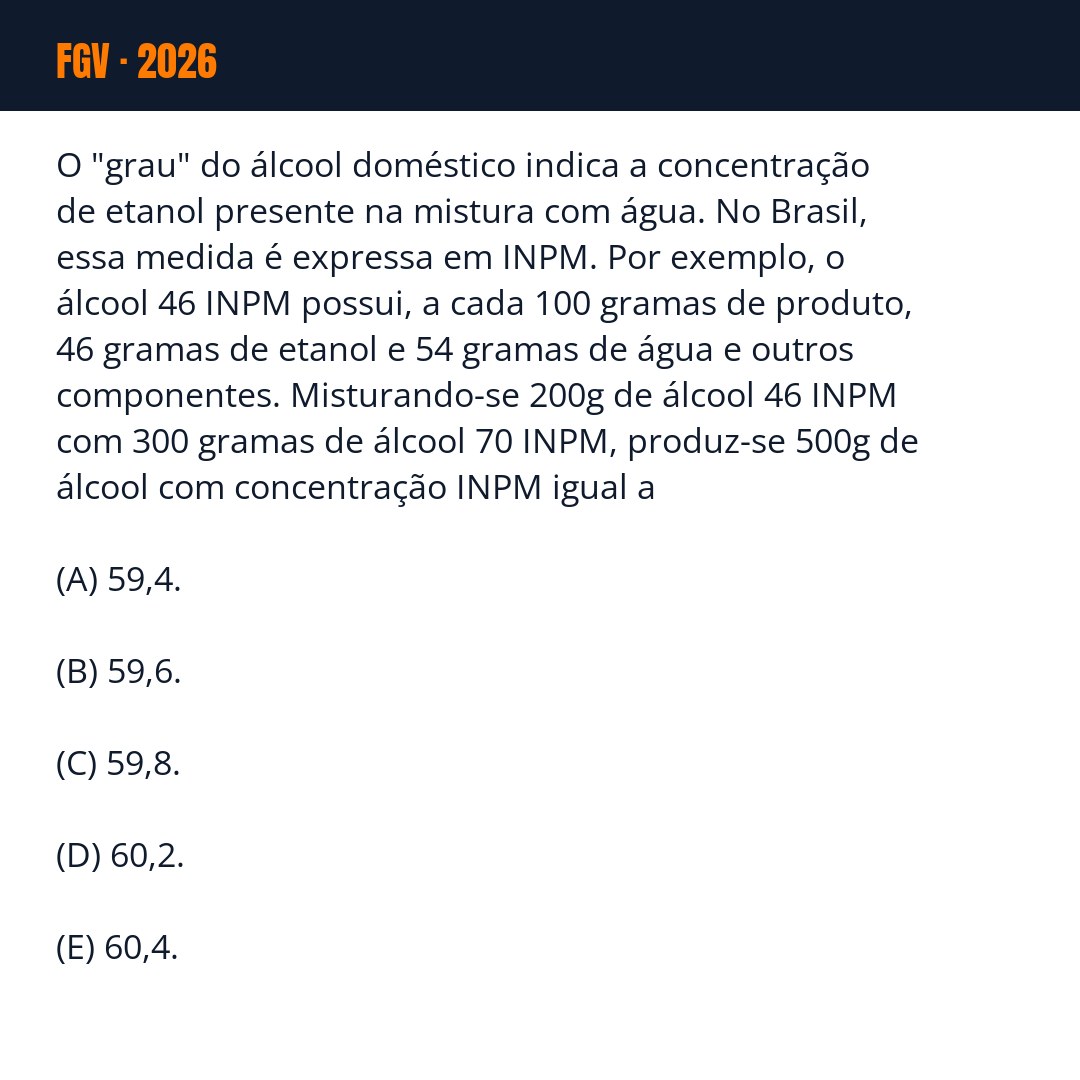 FGV · 2026
O "grau" do álcool doméstico indica a concentração
de etanol presente na mistura com água. No Brasil,
essa medida é expressa em INPM. Por exemplo, o
álcool 46 INPM possui, a cada 100 gramas de produto,
46 gramas de etanol e 54 gramas de água e outros
componentes. Misturando-se 200g de álcool 46 INPM
com 300 gramas de álcool 70 INPM, produz-se 500g de
álcool com concentração INPM igual a
(A) 59,4.
(B) 59,6.
(C) 59,8.
(D) 60,2.
(E) 60,4.